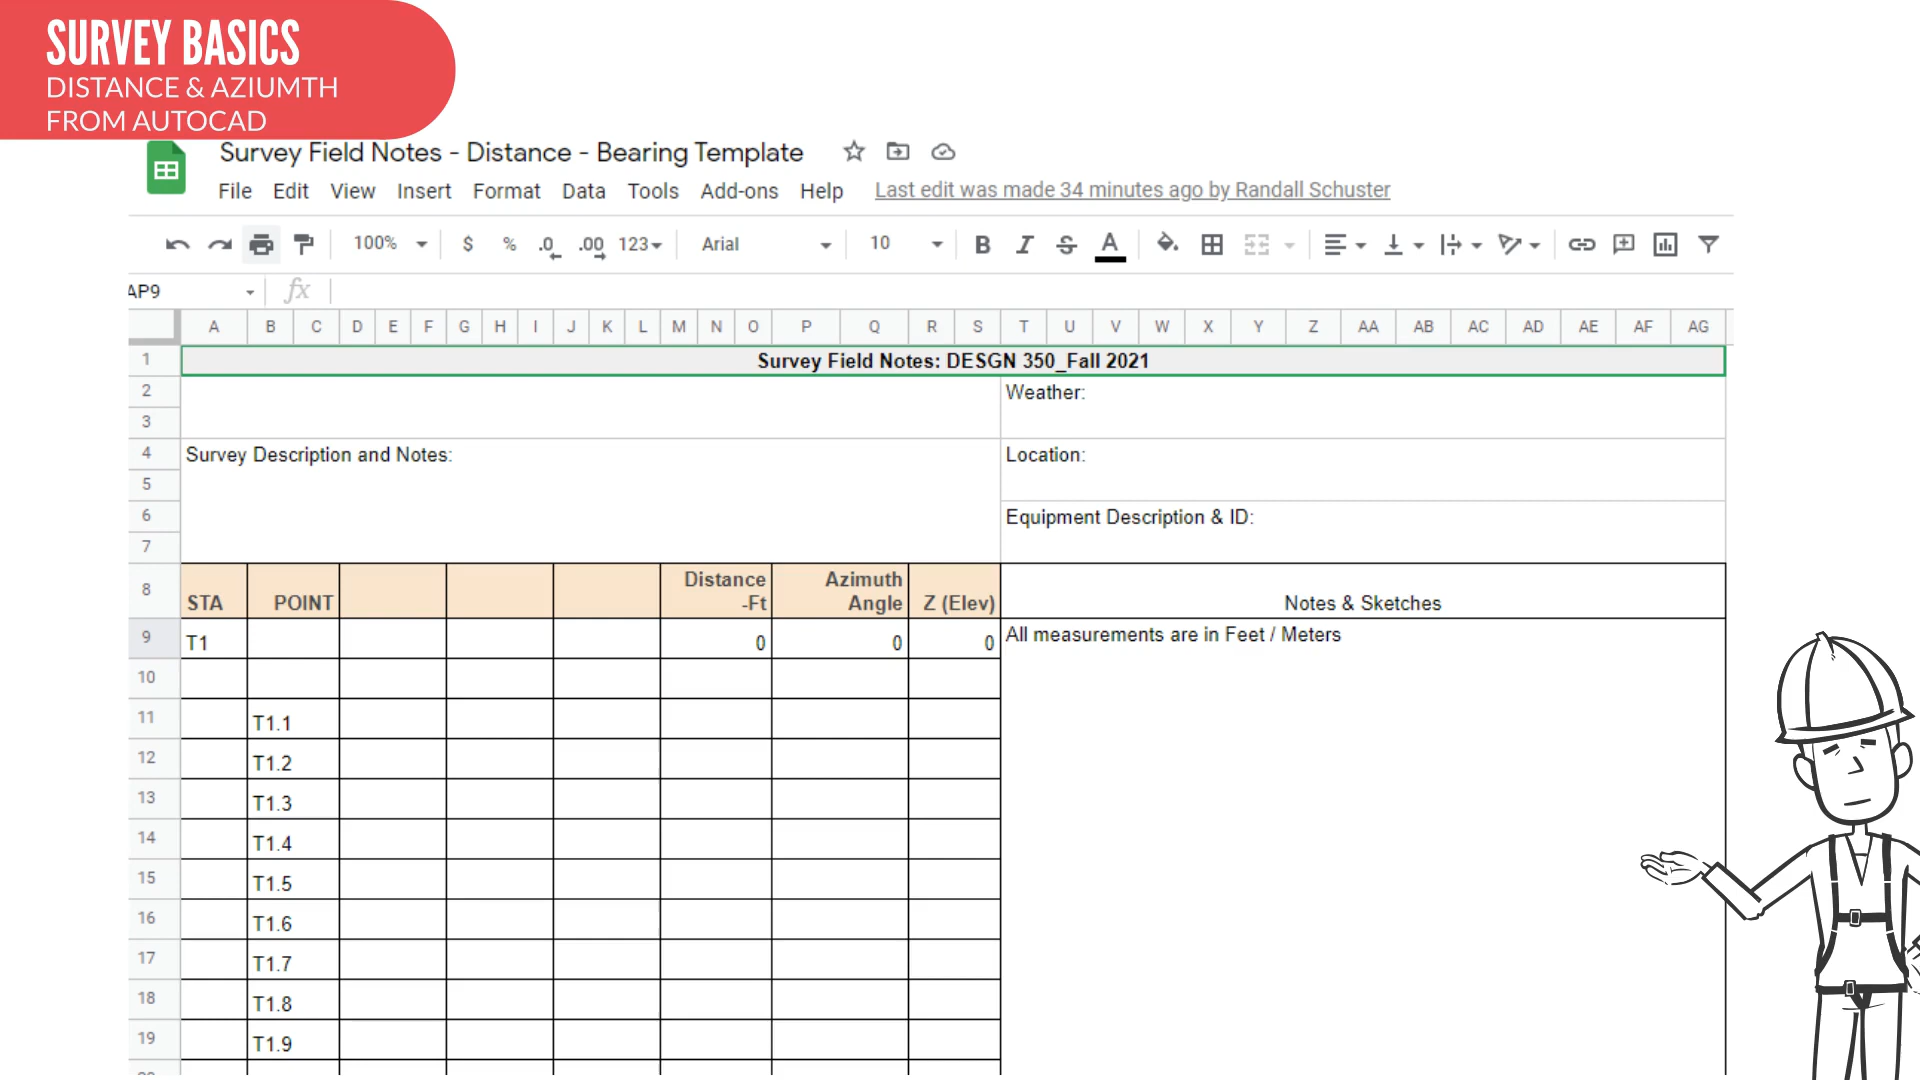 SURVEY BASICS
DISTANCE & AZIUMTH
FROM AUTOCAD
Survey Field Notes - Distance - Bearing Template
File Edit View Insert Format Data Tools Add-ons Help Last edit was made 34 minutes ago by Randall Schuster
100% $ % .0 .00 123 Arial 10 B I S A
AP9 fx
A B C D E F G H I J K L M N O P Q R S T U V W X Y Z AA AB AC AD AE AF AG
1 Survey Field Notes: DESGN 350_Fall 2021
2 Weather:
3
4 Survey Description and Notes: Location:
5
6 Equipment Description & ID:
7
8 STA POINT Distance -Ft Azimuth Angle Z (Elev) Notes & Sketches
9 T1 0 0 0 All measurements are in Feet / Meters
10
11 T1.1
12 T1.2
13 T1.3
14 T1.4
15 T1.5
16 T1.6
17 T1.7
18 T1.8
19 T1.9